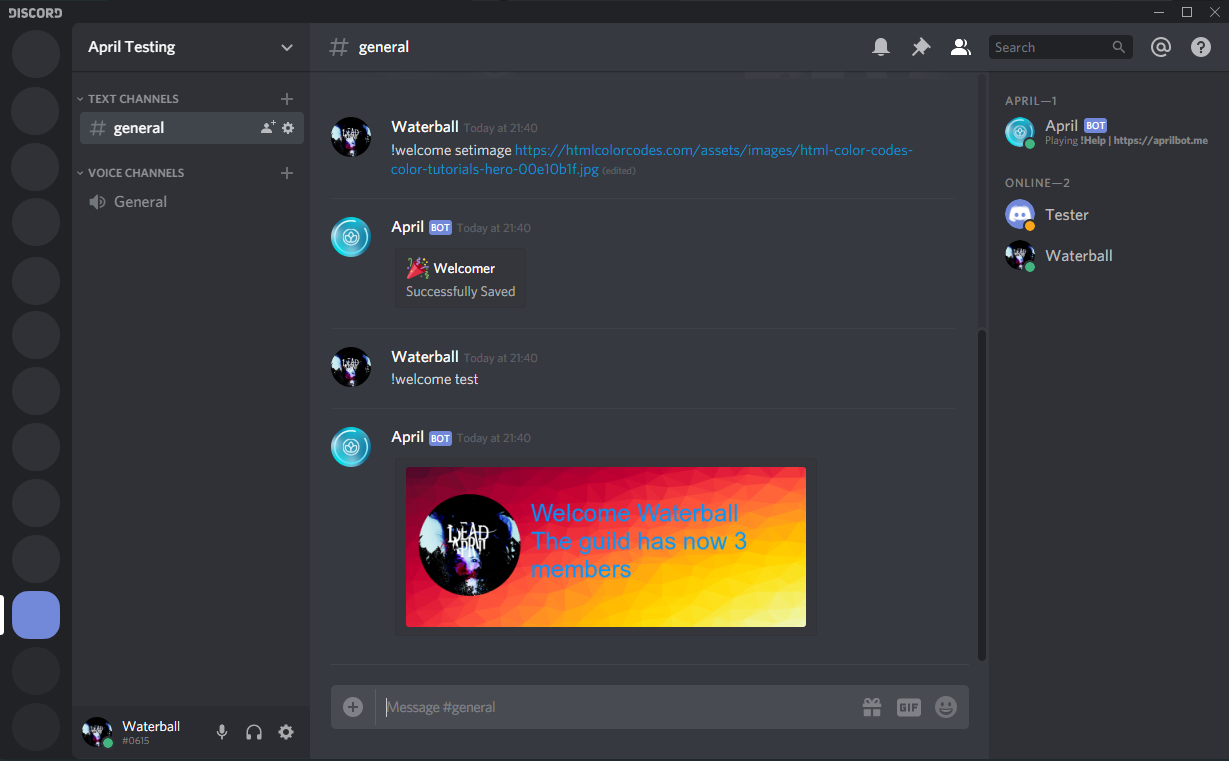 DISCORD
April Testing
TEXT CHANNELS
general
VOICE CHANNELS
General
Waterball
#0615
# general
Search
Waterball Today at 21:40
!welcome setimage https://htmlcolorcodes.com/assets/images/html-color-codes-
color-tutorials-hero-00e10b1f.jpg (edited)
April BOT Today at 21:40
Welcomer
Successfully Saved
Waterball Today at 21:40
!welcome test
April BOT Today at 21:40
DEAD
APRIL
Welcome Waterball
The guild has now 3
members
Message #general
GIF
APRIL—1
April BOT
Playing !Help | https://aprilbot.me
ONLINE—2
Tester
Waterball